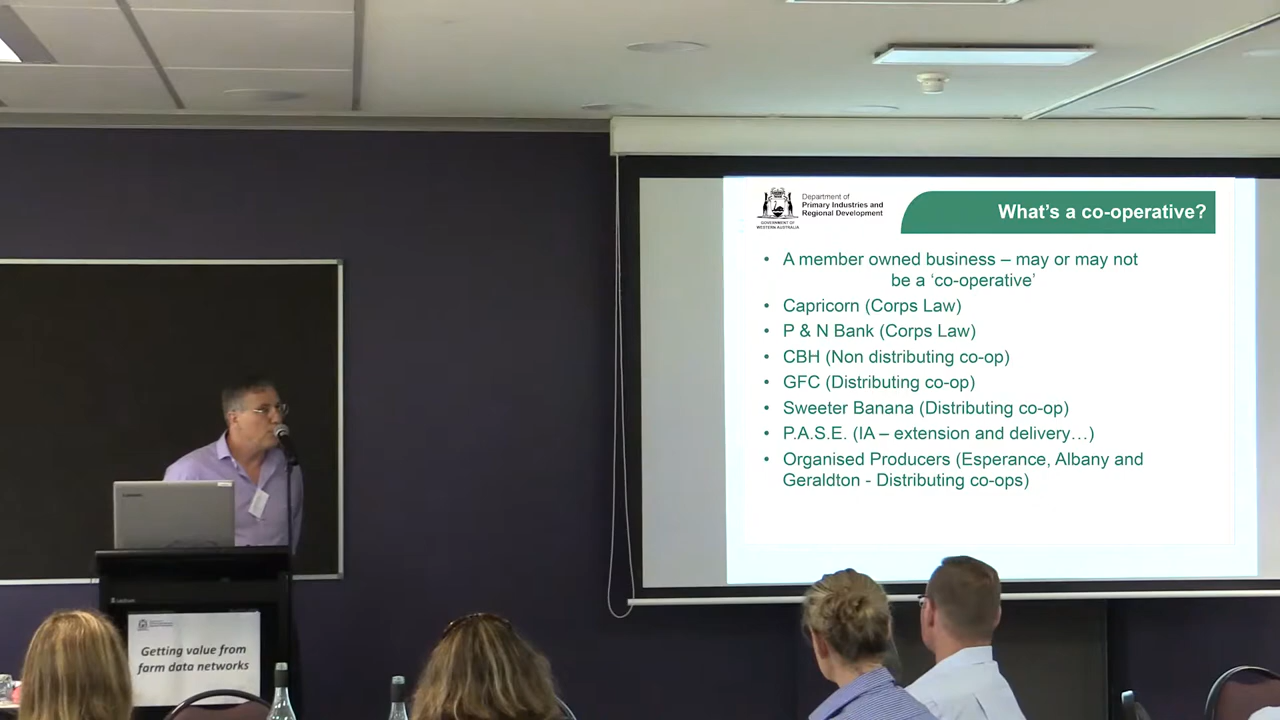 Department of
Primary Industries and
Regional Development
GOVERNMENT OF
WESTERN AUSTRALIA
What's a co-operative?
• A member owned business – may or may not
be a 'co-operative'
• Capricorn (Corps Law)
• P & N Bank (Corps Law)
• CBH (Non distributing co-op)
• GFC (Distributing co-op)
• Sweeter Banana (Distributing co-op)
• P.A.S.E. (IA – extension and delivery…)
• Organised Producers (Esperance, Albany and
Geraldton - Distributing co-ops)
Getting value from
farm data networks